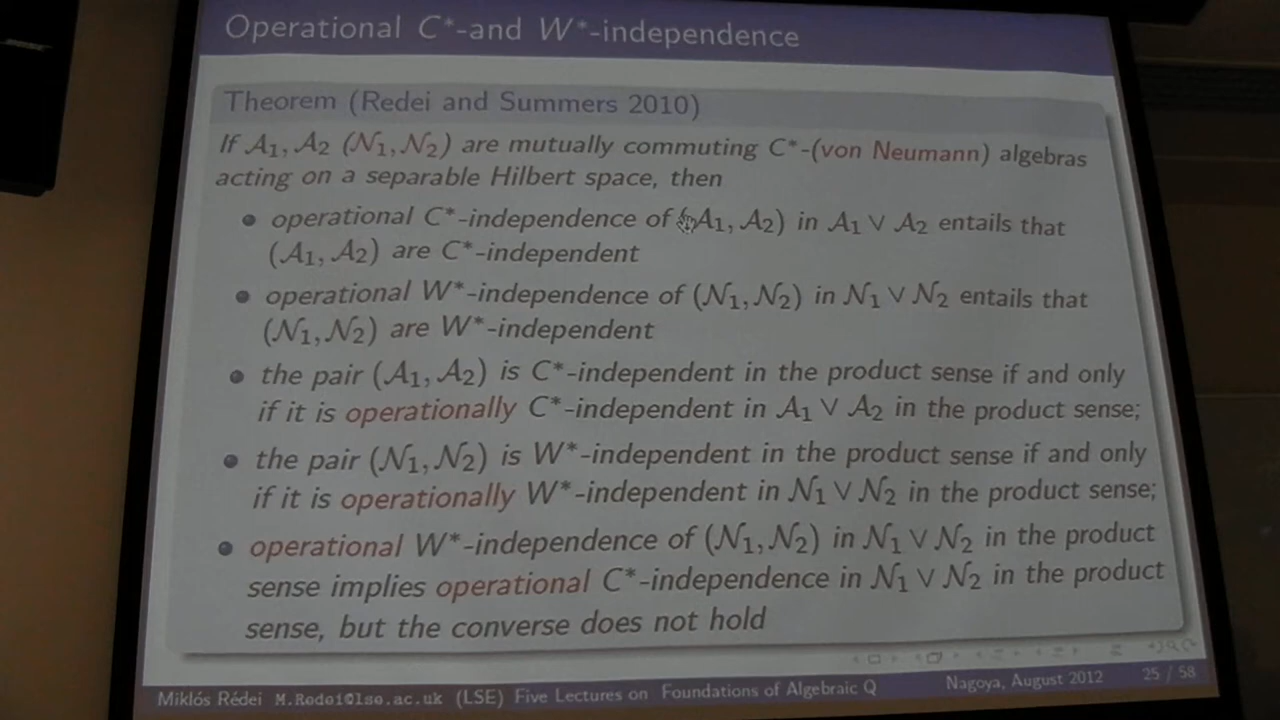 Operational C*-and W*-independence
Theorem (Redei and Summers 2010)
If A₁, A₂ (N₁, N₂) are mutually commuting C*-(von Neumann) algebras
acting on a separable Hilbert space, then
operational C*-independence of (A₁, A₂) in A₁ ∨ A₂ entails that
(A₁, A₂) are C*-independent
operational W*-independence of (N₁, N₂) in N₁ ∨ N₂ entails that
(N₁, N₂) are W*-independent
the pair (A₁, A₂) is C*-independent in the product sense if and only
if it is operationally C*-independent in A₁ ∨ A₂ in the product sense;
the pair (N₁, N₂) is W*-independent in the product sense if and only
if it is operationally W*-independent in N₁ ∨ N₂ in the product sense;
operational W*-independence of (N₁, N₂) in N₁ ∨ N₂ in the product
sense implies operational C*-independence in N₁ ∨ N₂ in the product
sense, but the converse does not hold
Miklós Rédei M.Redei@lse.ac.uk (LSE) Five Lectures on Foundations of Algebraic Q Nagoya, August 2012 25 / 58